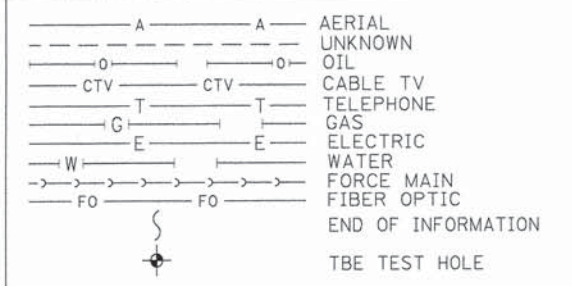 A A AERIAL
UNKNOWN
O O OIL
CTV CTV CABLE TV
T T TELEPHONE
G GAS
E E ELECTRIC
W WATER
FORCE MAIN
FO FO FIBER OPTIC
END OF INFORMATION
TBE TEST HOLE